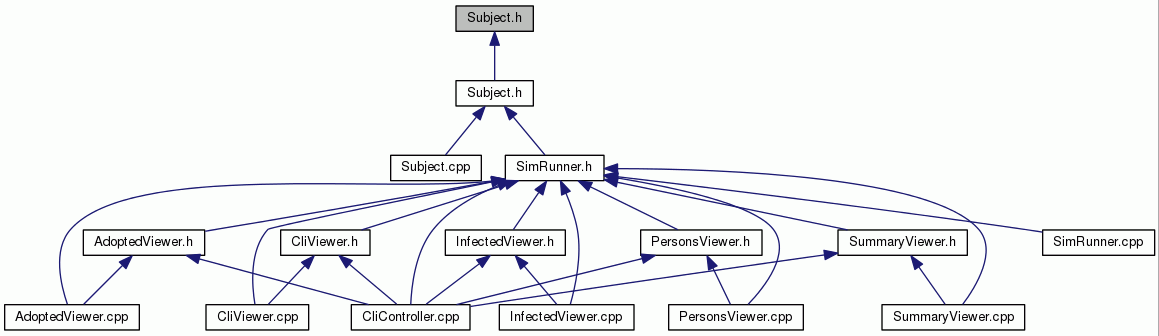 Subject.h
Subject.h
Subject.cpp
SimRunner.h
AdoptedViewer.h
CliViewer.h
InfectedViewer.h
PersonsViewer.h
SummaryViewer.h
SimRunner.cpp
AdoptedViewer.cpp
CliViewer.cpp
CliController.cpp
InfectedViewer.cpp
PersonsViewer.cpp
SummaryViewer.cpp